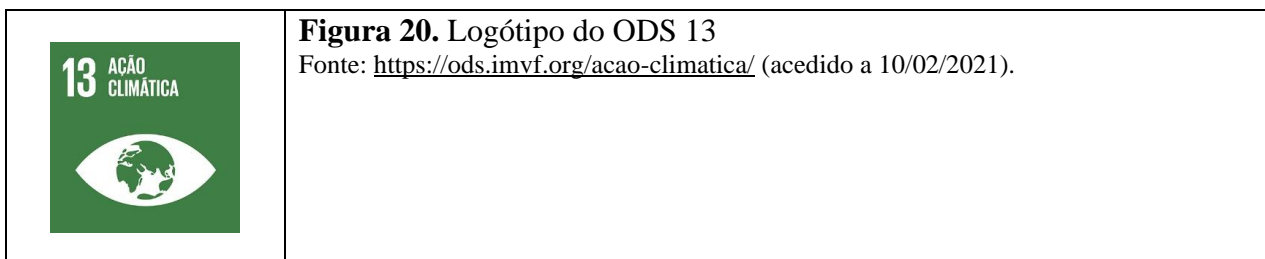 13 AÇÃO
CLIMÁTICA
Figura 20. Logótipo do ODS 13
Fonte: https://ods.imvf.org/acao-climatica/ (acedido a 10/02/2021).